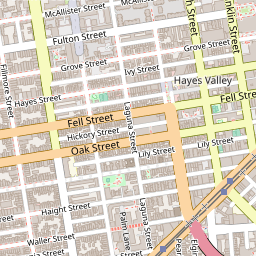 McAllister Street
Fulton Street
Grove Street
Grove Street
Ivy Street
Hayes Valley
Fillmore Street
Hayes Street
Fell St
Laguna Street
Fell Street
Hickory Street
Oak Street
Lily Street
Lily Street
Haight Street
Laguna Street
Palm Lane
Waller Street